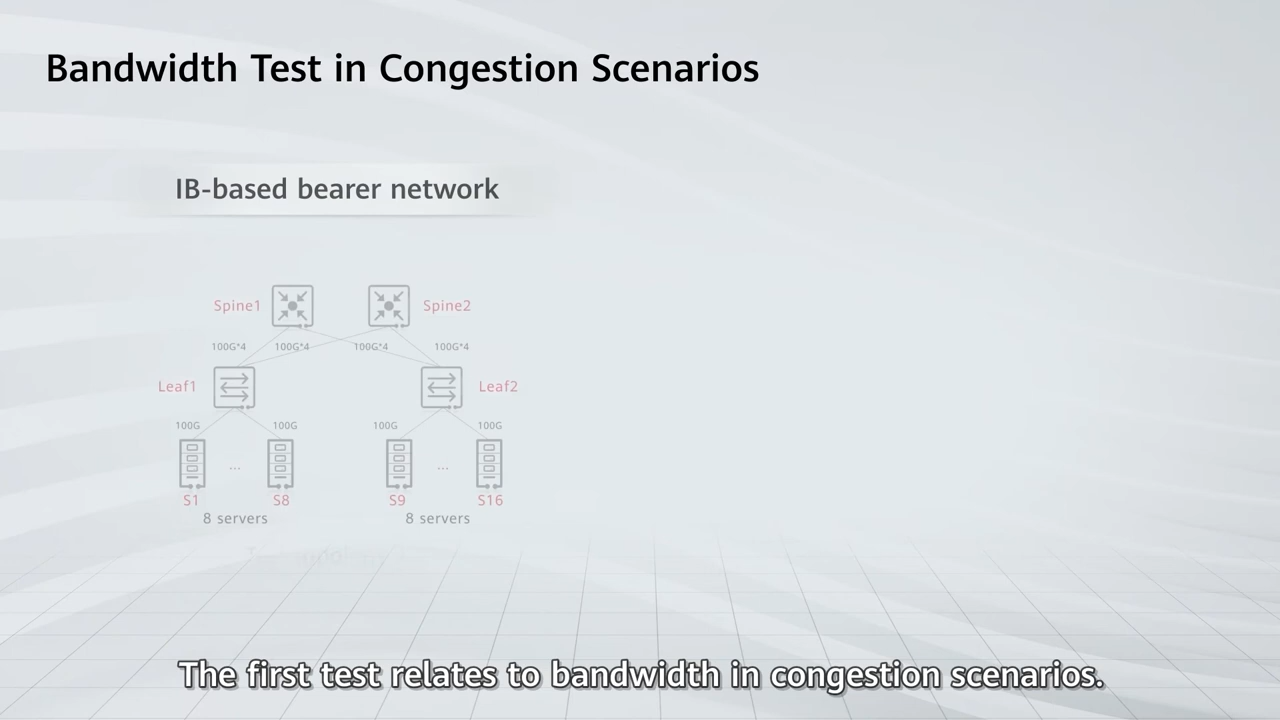 Bandwidth Test in Congestion Scenarios
IB-based bearer network
Spine1
Spine2
100G*4 100G*4 100G*4 100G*4
Leaf1
Leaf2
100G 100G 100G 100G
... ...
S1 S8 S9 S16
8 servers 8 servers
The first test relates to bandwidth in congestion scenarios.